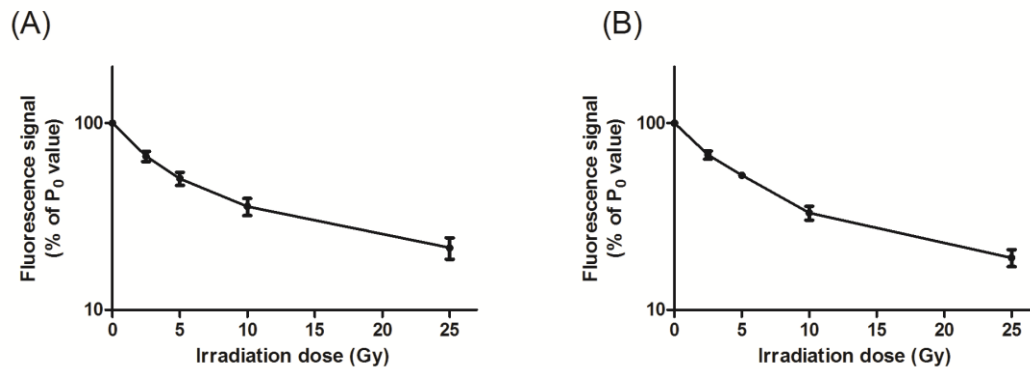 (A)
Fluorescence signal
(% of P₀ value)
100
10
0 5 10 15 20 25
Irradiation dose (Gy)
(B)
Fluorescence signal
(% of P₀ value)
100
10
0 5 10 15 20 25
Irradiation dose (Gy)